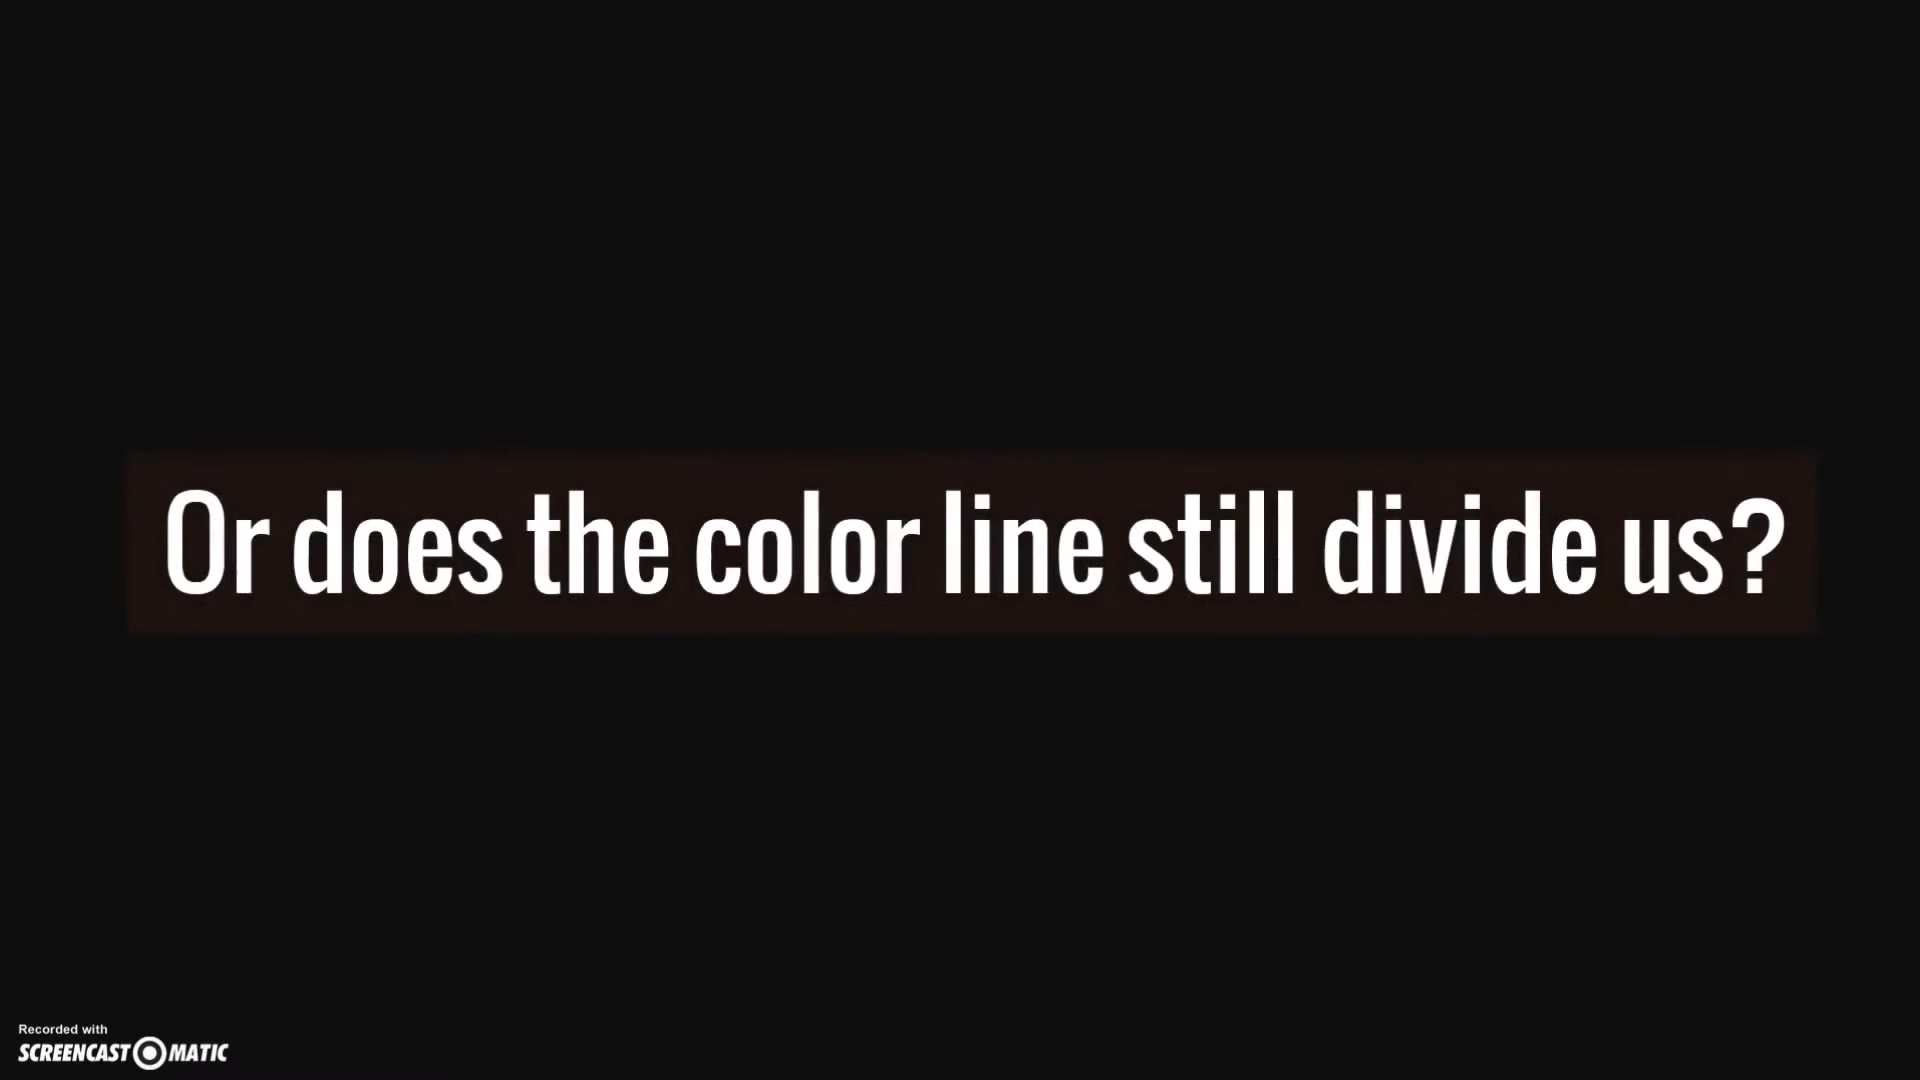 Or does the color line still divide us?
Recorded with
SCREENCAST MATIC